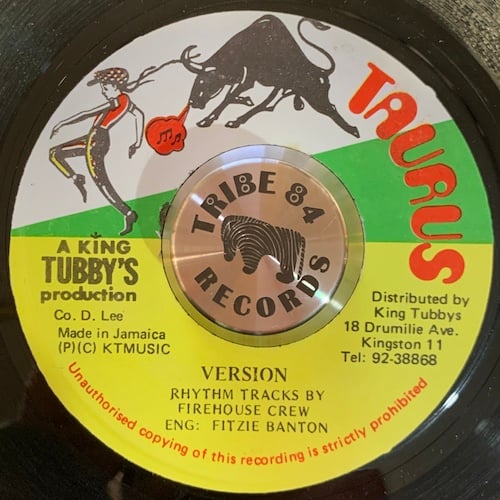 TAURUS
TRIBE 84
RECORDS
A KING
TUBBY'S
production
Co. D. Lee
Made in Jamaica
(P)(C) KTMUSIC
Distributed by
King Tubbys
18 Drumilie Ave.
Kingston 11
Tel: 92-38868
VERSION
RHYTHM TRACKS BY
FIREHOUSE CREW
ENG: FITZIE BANTON
Unauthorised copying of this recording is strictly prohibited